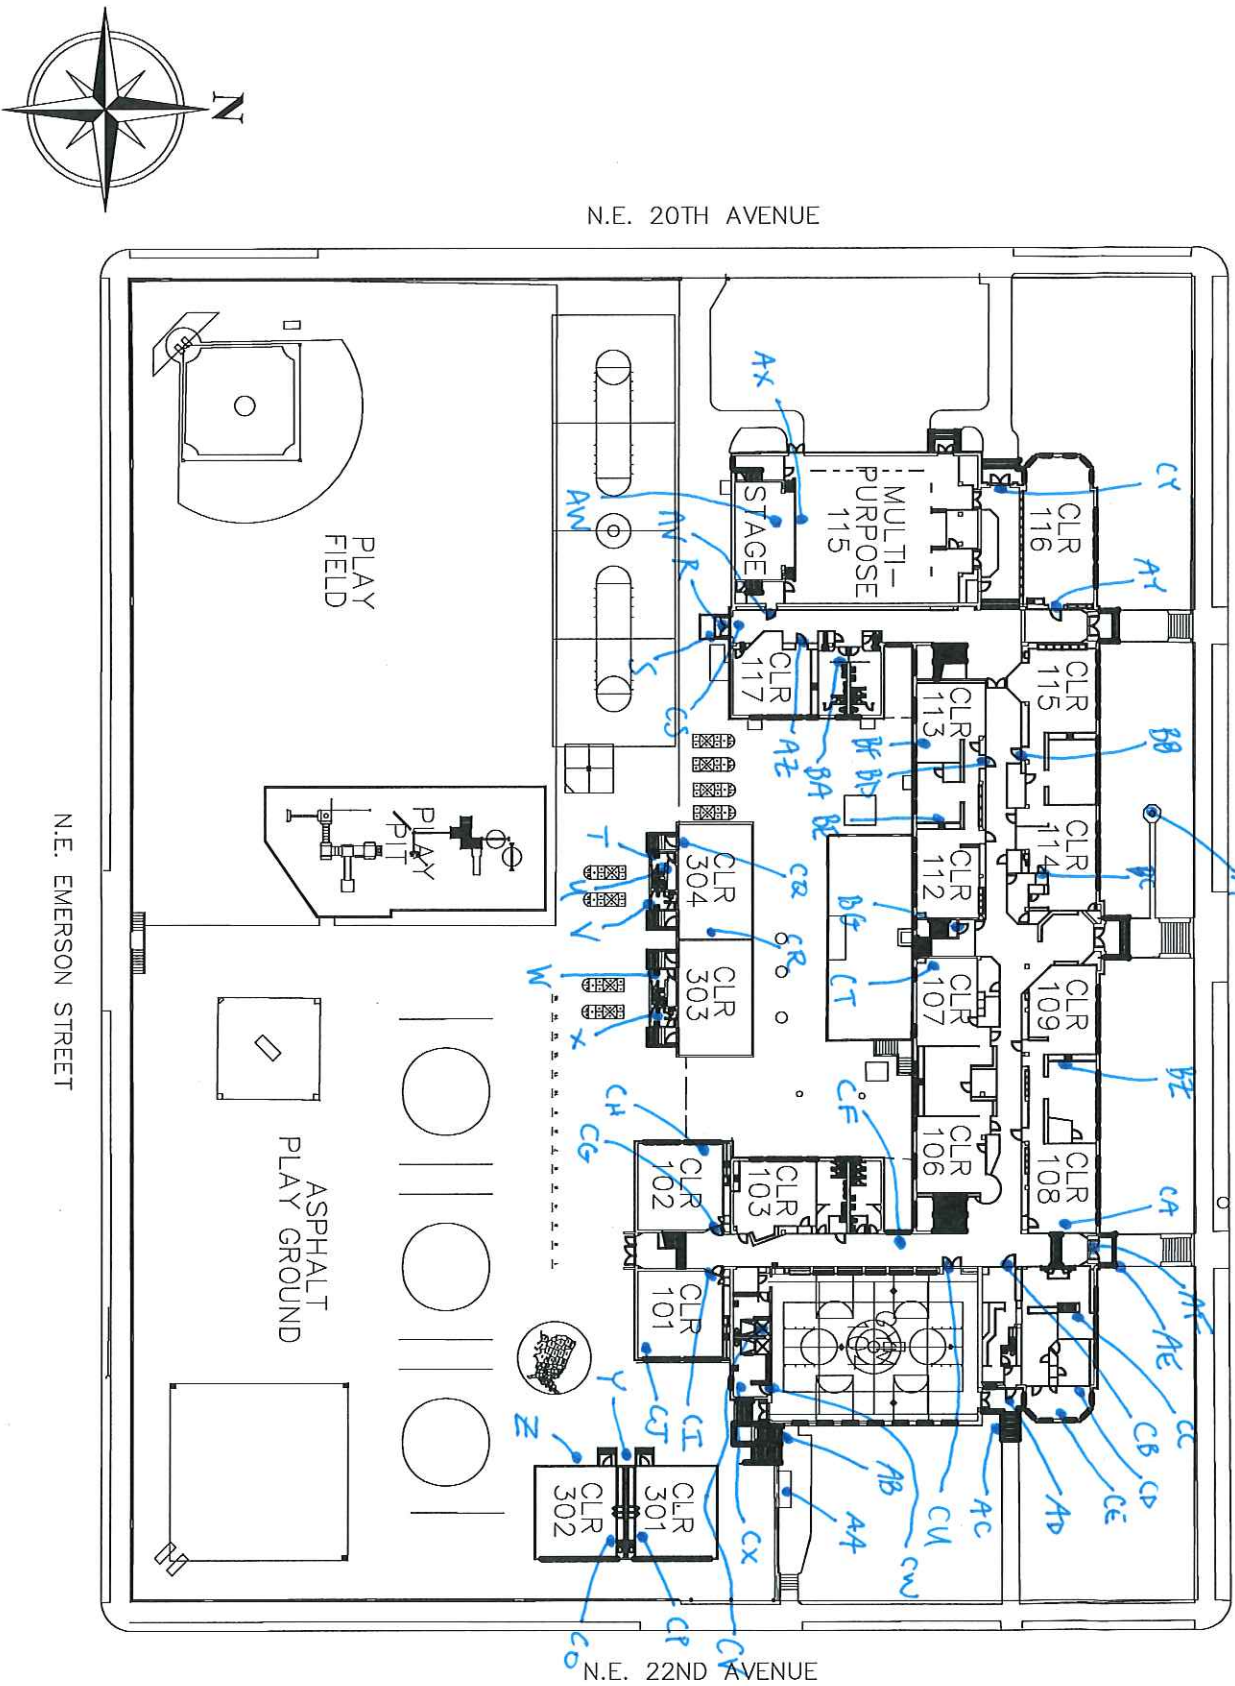 N
N.E. 20TH AVENUE
AX
CY
CLR
116
MULTI-
PURPOSE
115
STAGE
AW
AV
R
AY
S
CS
CLR
117
AZ
BA
CLR
115
CLR
113
BF
BD
BE
BB
PLAY
FIELD
PLAY
PIT
T
U
V
CLR
304
CQ
CR
CLR
112
BG
CLR
114
W
X
CLR
303
CT
CLR
107
CLR
109
BZ
N.E. EMERSON STREET
CH
CG
CLR
102
CLR
103
CF
CLR
106
CLR
108
CA
ASPHALT
PLAY GROUND
CLR
101
CI
CJ
GYM
AF
AE
CC
CB
CD
CE
Y
Z
CLR
302
CLR
301
CX
AB
AA
CW
CU
AC
AD
CO
CP
CV
N.E. 22ND AVENUE